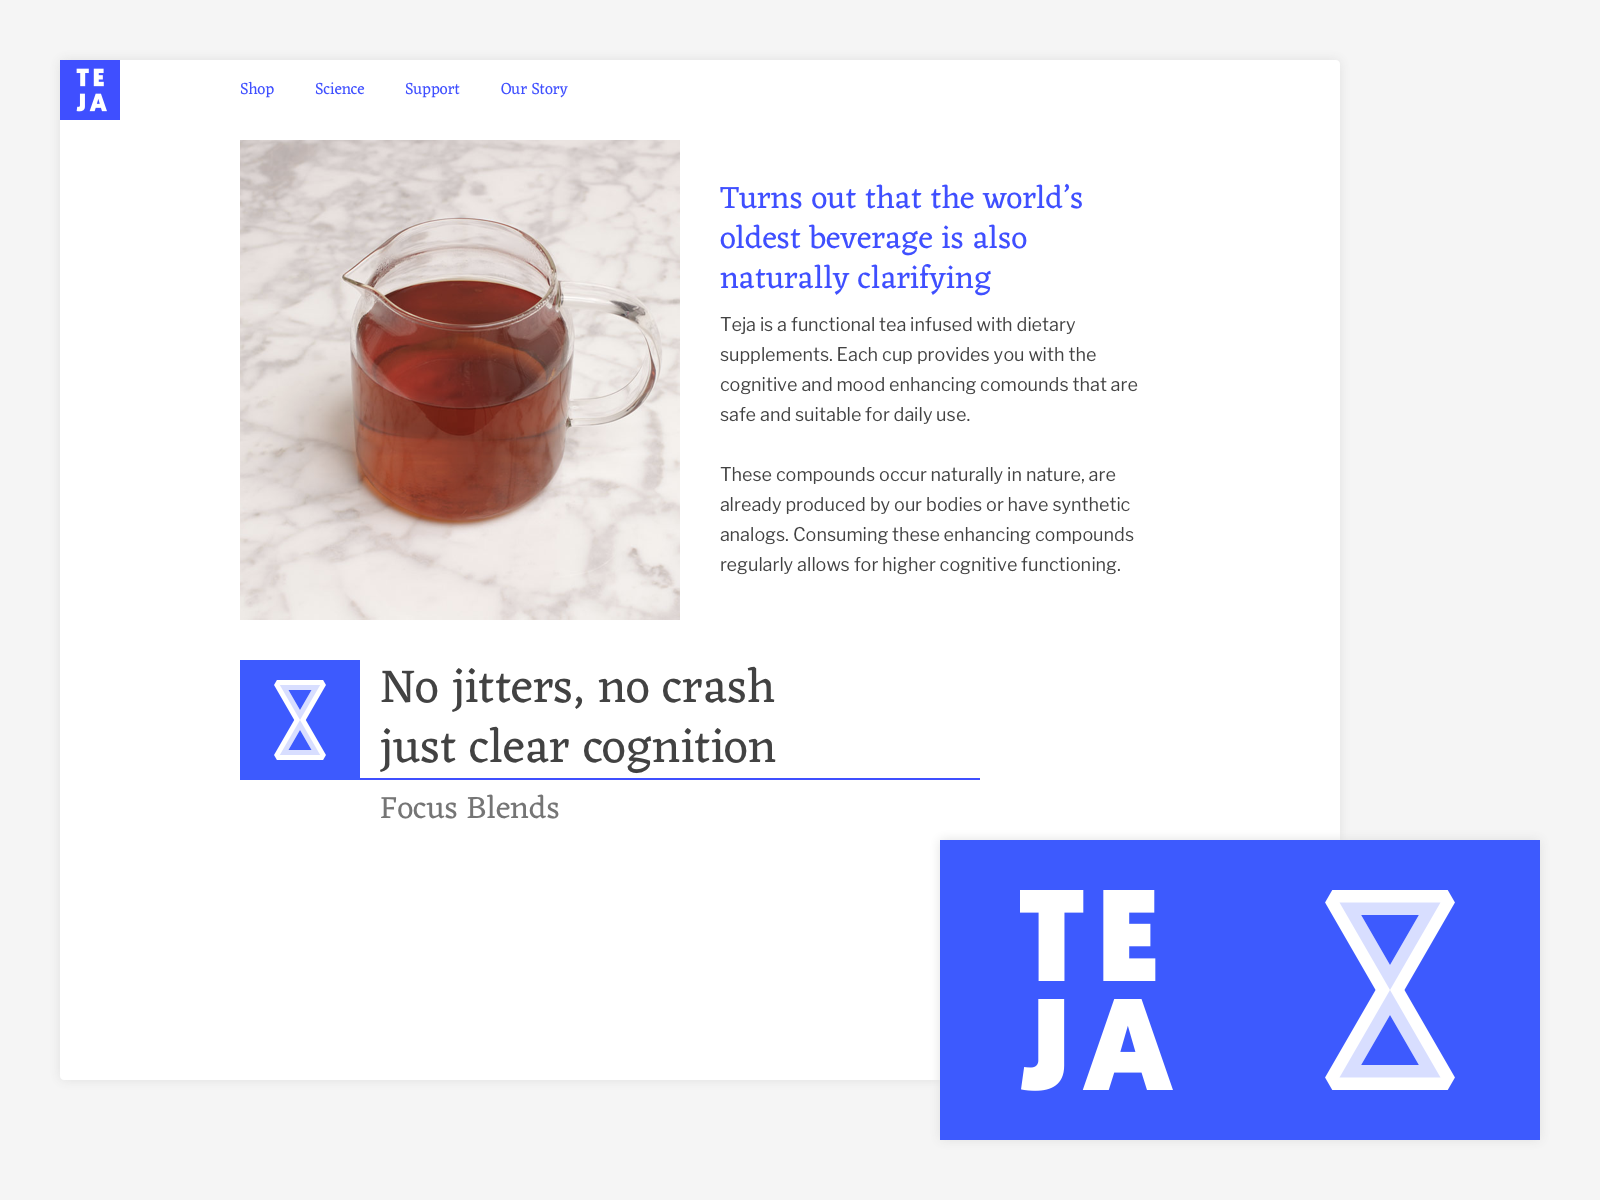 TE
JA
Shop Science Support Our Story
Turns out that the world’s
oldest beverage is also
naturally clarifying
Teja is a functional tea infused with dietary
supplements. Each cup provides you with the
cognitive and mood enhancing comounds that are
safe and suitable for daily use.
These compounds occur naturally in nature, are
already produced by our bodies or have synthetic
analogs. Consuming these enhancing compounds
regularly allows for higher cognitive functioning.
No jitters, no crash
just clear cognition
Focus Blends
TE
JA